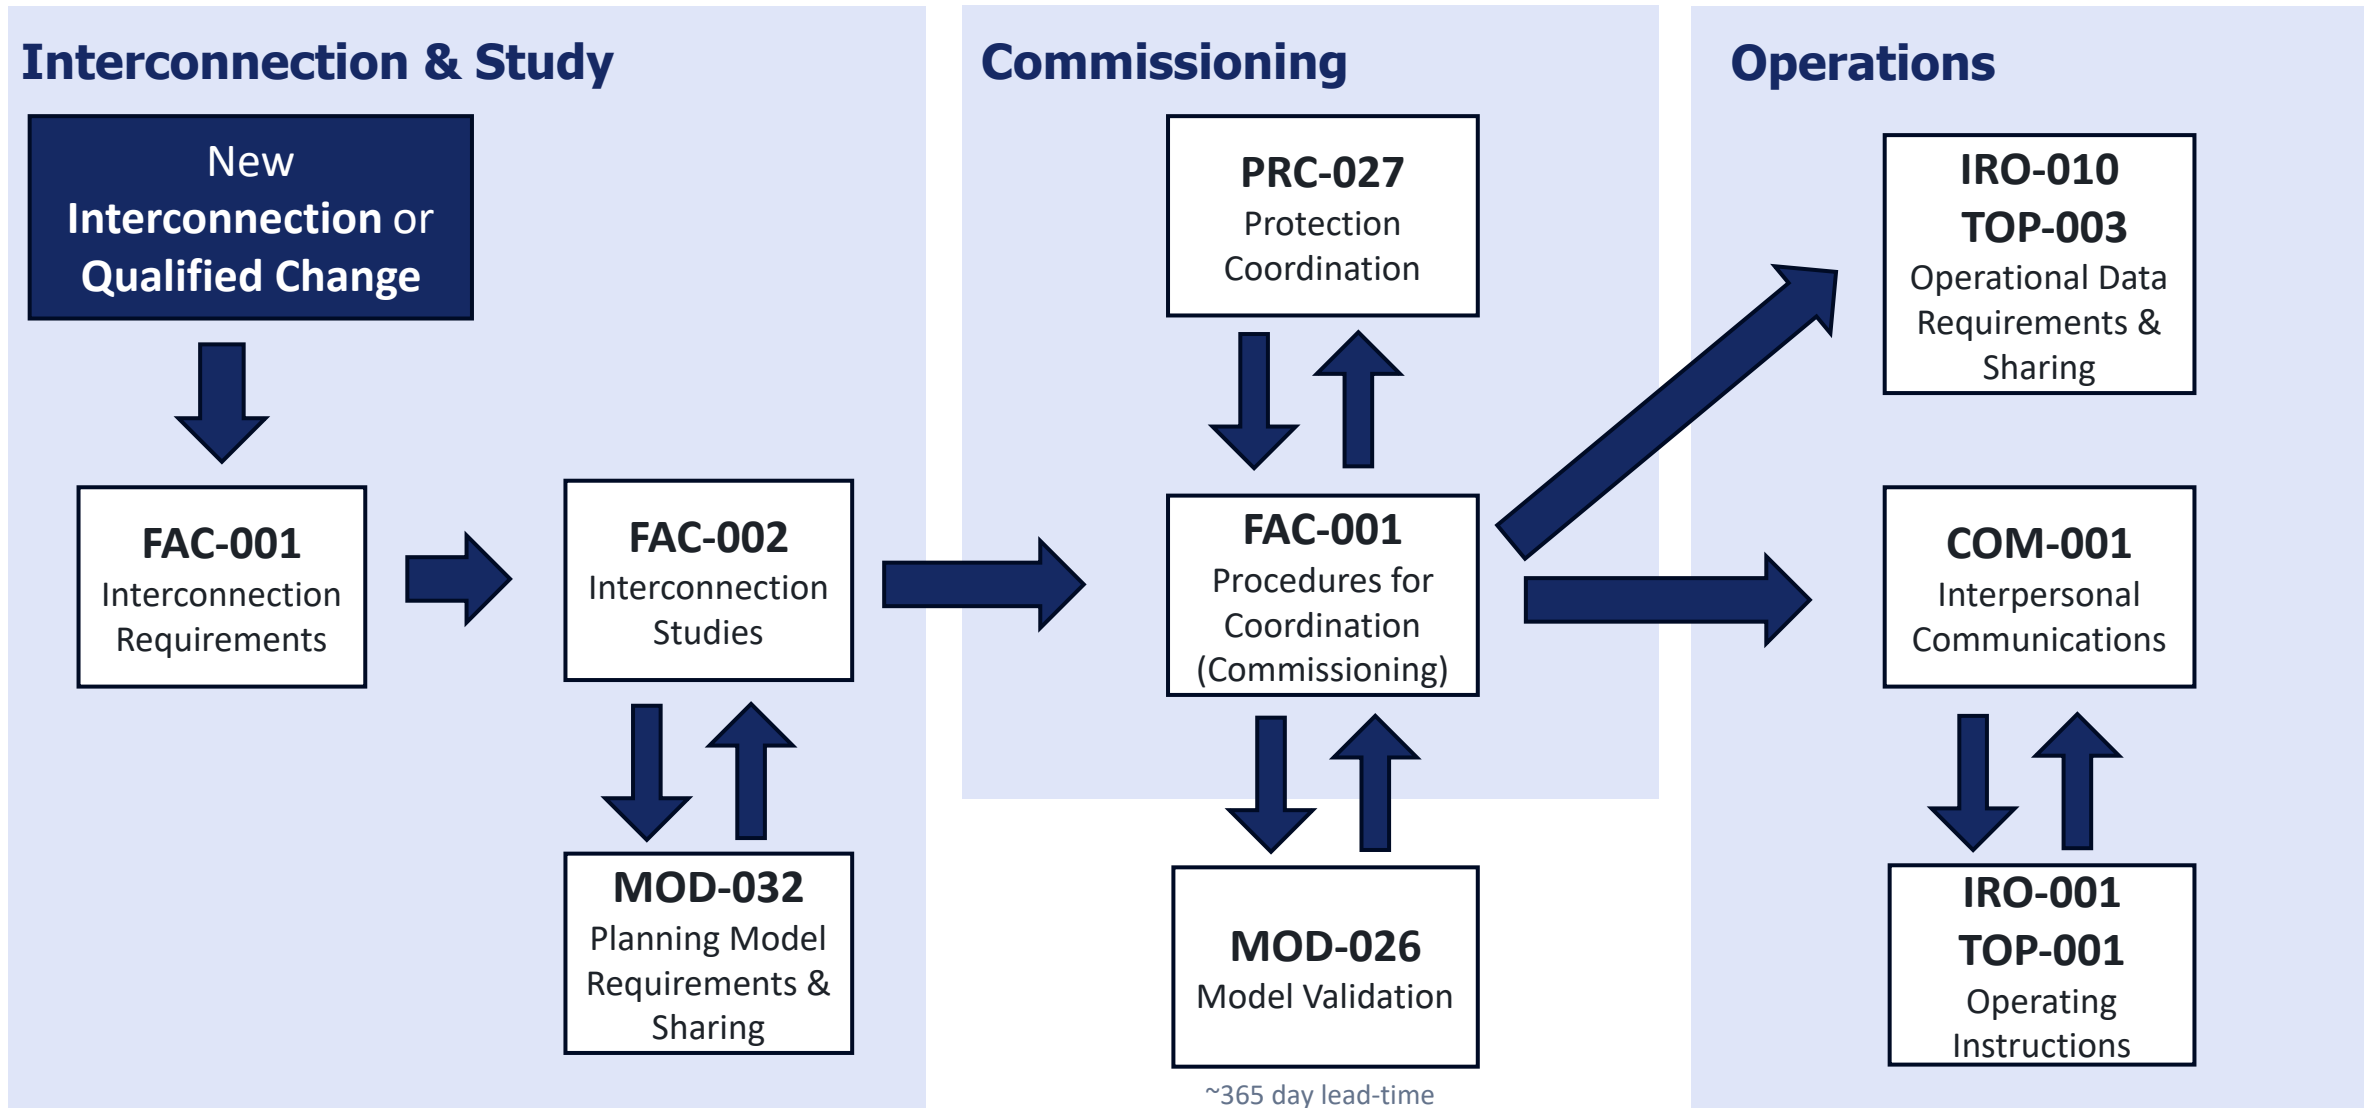 Interconnection & Study
New
Interconnection or
Qualified Change
FAC-001
Interconnection
Requirements
FAC-002
Interconnection
Studies
MOD-032
Planning Model
Requirements &
Sharing
Commissioning
PRC-027
Protection
Coordination
FAC-001
Procedures for
Coordination
(Commissioning)
MOD-026
Model Validation
~365 day lead-time
Operations
IRO-010
TOP-003
Operational Data
Requirements &
Sharing
COM-001
Interpersonal
Communications
IRO-001
TOP-001
Operating
Instructions